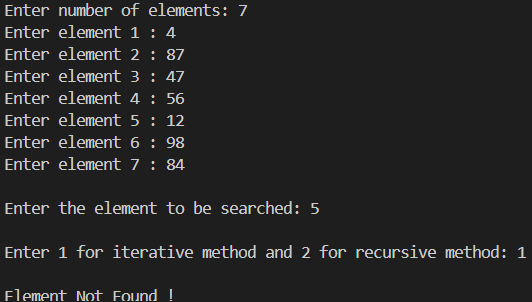 Enter number of elements: 7
Enter element 1 : 4
Enter element 2 : 87
Enter element 3 : 47
Enter element 4 : 56
Enter element 5 : 12
Enter element 6 : 98
Enter element 7 : 84
Enter the element to be searched: 5
Enter 1 for iterative method and 2 for recursive method: 1
Element Not Found !